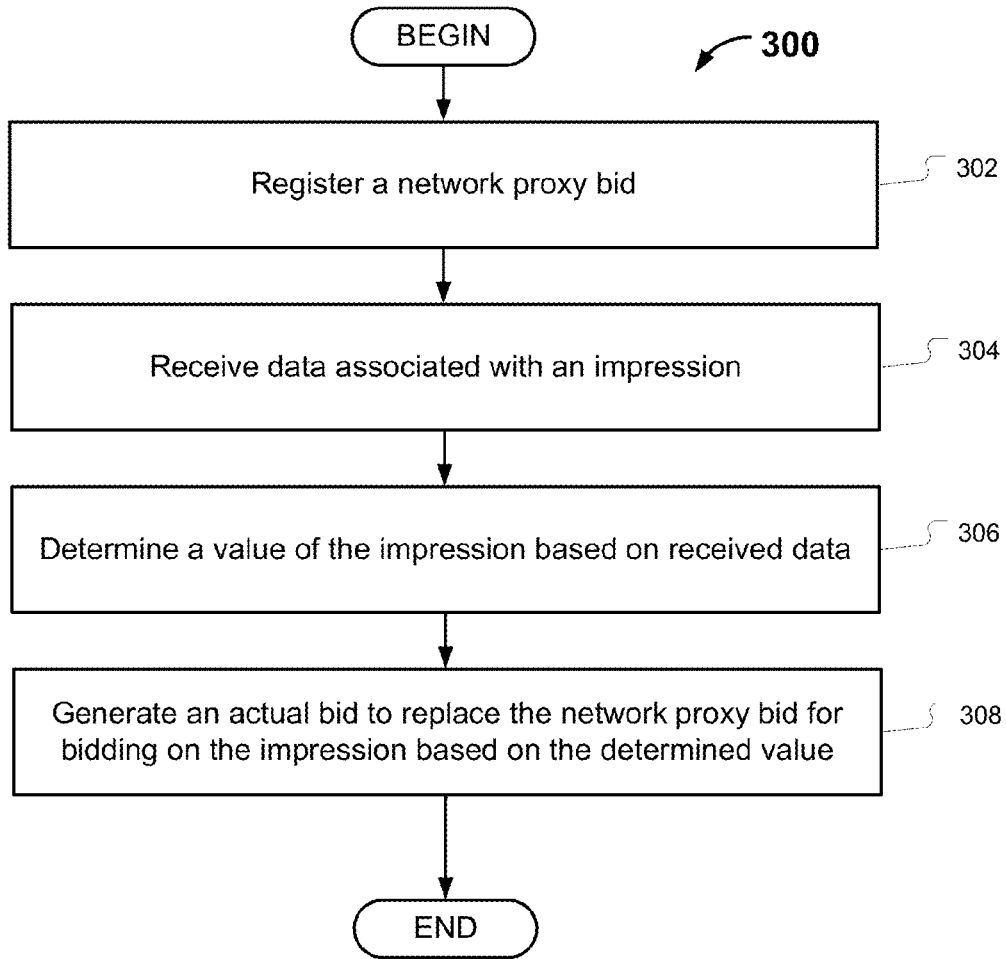 BEGIN
300
Register a network proxy bid
302
Receive data associated with an impression
304
Determine a value of the impression based on received data
306
Generate an actual bid to replace the network proxy bid for
bidding on the impression based on the determined value
308
END